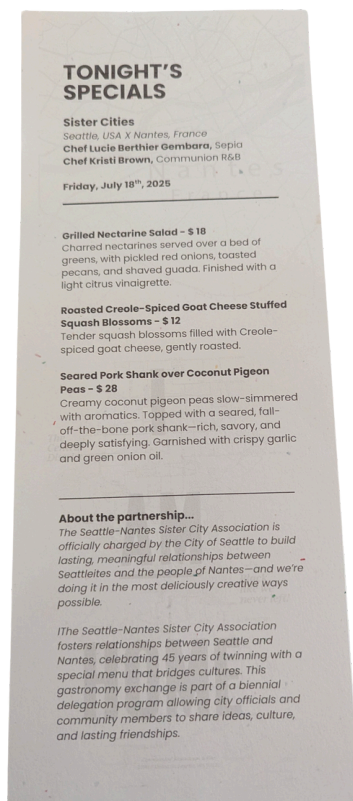 TONIGHT'S
SPECIALS
Sister Cities
Seattle, USA X Nantes, France
Chef Lucie Berthier Gembara, Sepia
Chef Kristi Brown, Communion R&B
Friday, July 18th, 2025
Grilled Nectarine Salad - $ 18
Charred nectarines served over a bed of
greens, with pickled red onions, toasted
pecans, and shaved guada. Finished with a
light citrus vinaigrette.
Roasted Creole-Spiced Goat Cheese Stuffed
Squash Blossoms - $ 12
Tender squash blossoms filled with Creole-
spiced goat cheese, gently roasted.
Seared Pork Shank over Coconut Pigeon
Peas - $ 28
Creamy coconut pigeon peas slow-simmered
with aromatics. Topped with a seared, fall-
off-the-bone pork shank—rich, savory, and
deeply satisfying. Garnished with crispy garlic
and green onion oil.
About the partnership...
The Seattle-Nantes Sister City Association is
officially charged by the City of Seattle to build
lasting, meaningful relationships between
Seattleites and the people of Nantes—and we're
doing it in the most deliciously creative ways
possible.
IThe Seattle-Nantes Sister City Association
fosters relationships between Seattle and
Nantes, celebrating 45 years of twinning with a
special menu that bridges cultures. This
gastronomy exchange is part of a biennial
delegation program allowing city officials and
community members to share ideas, culture,
and lasting friendships.